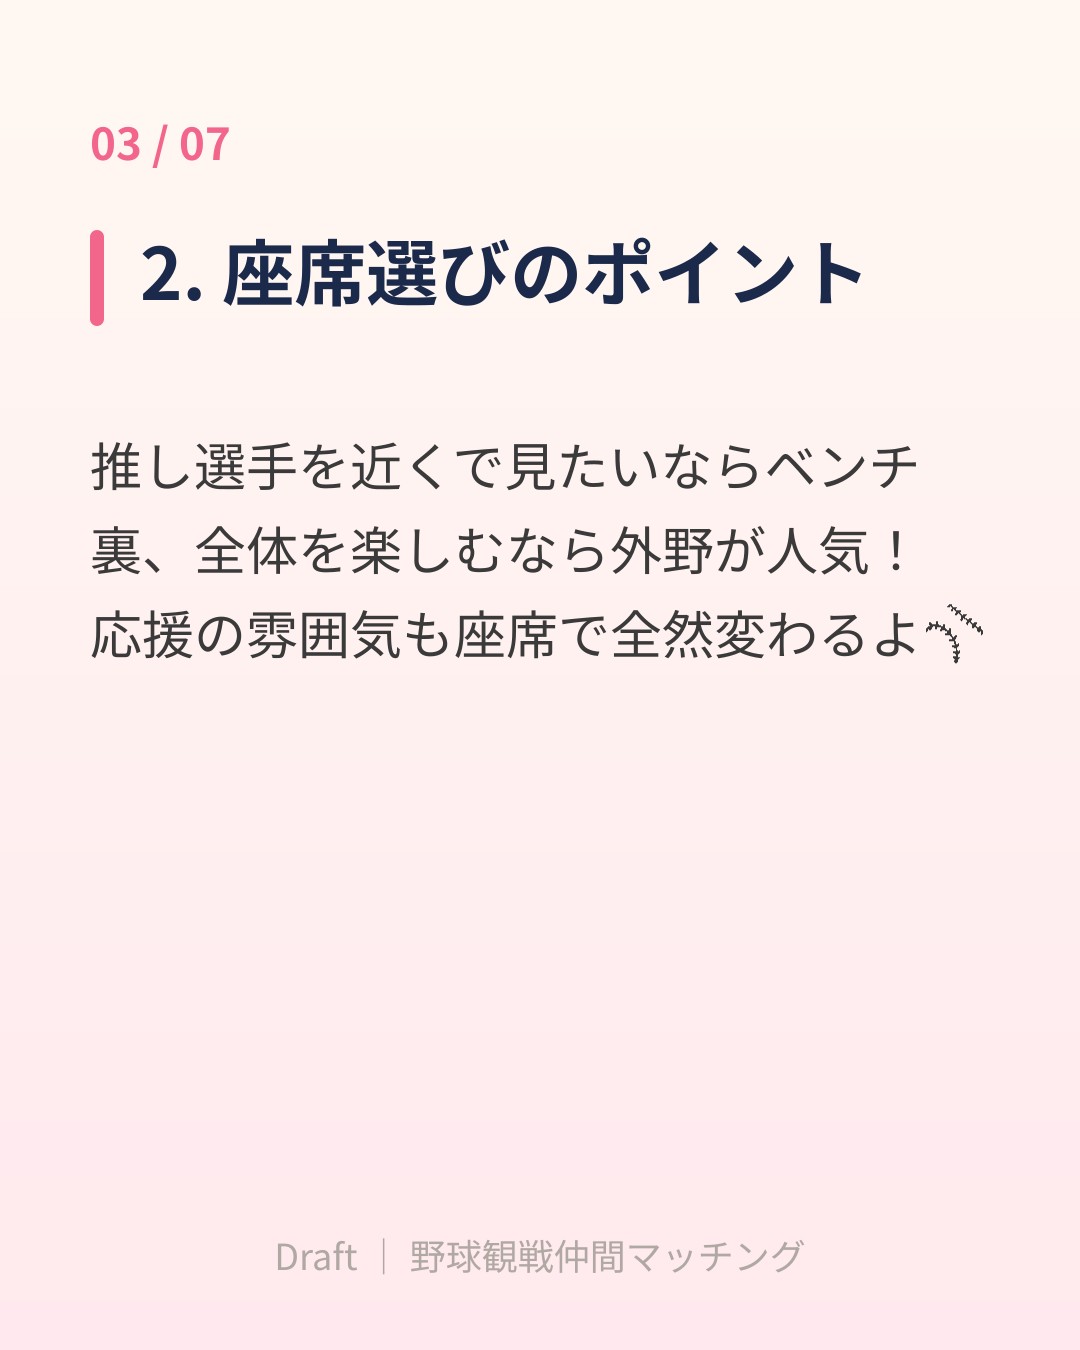 03 / 07
2. 座席選びのポイント
推し選手を近くで見たいならベンチ
裏、全体を楽しむなら外野が人気！
応援の雰囲気も座席で全然変わるよ⚾
Draft ｜ 野球観戦仲間マッチング